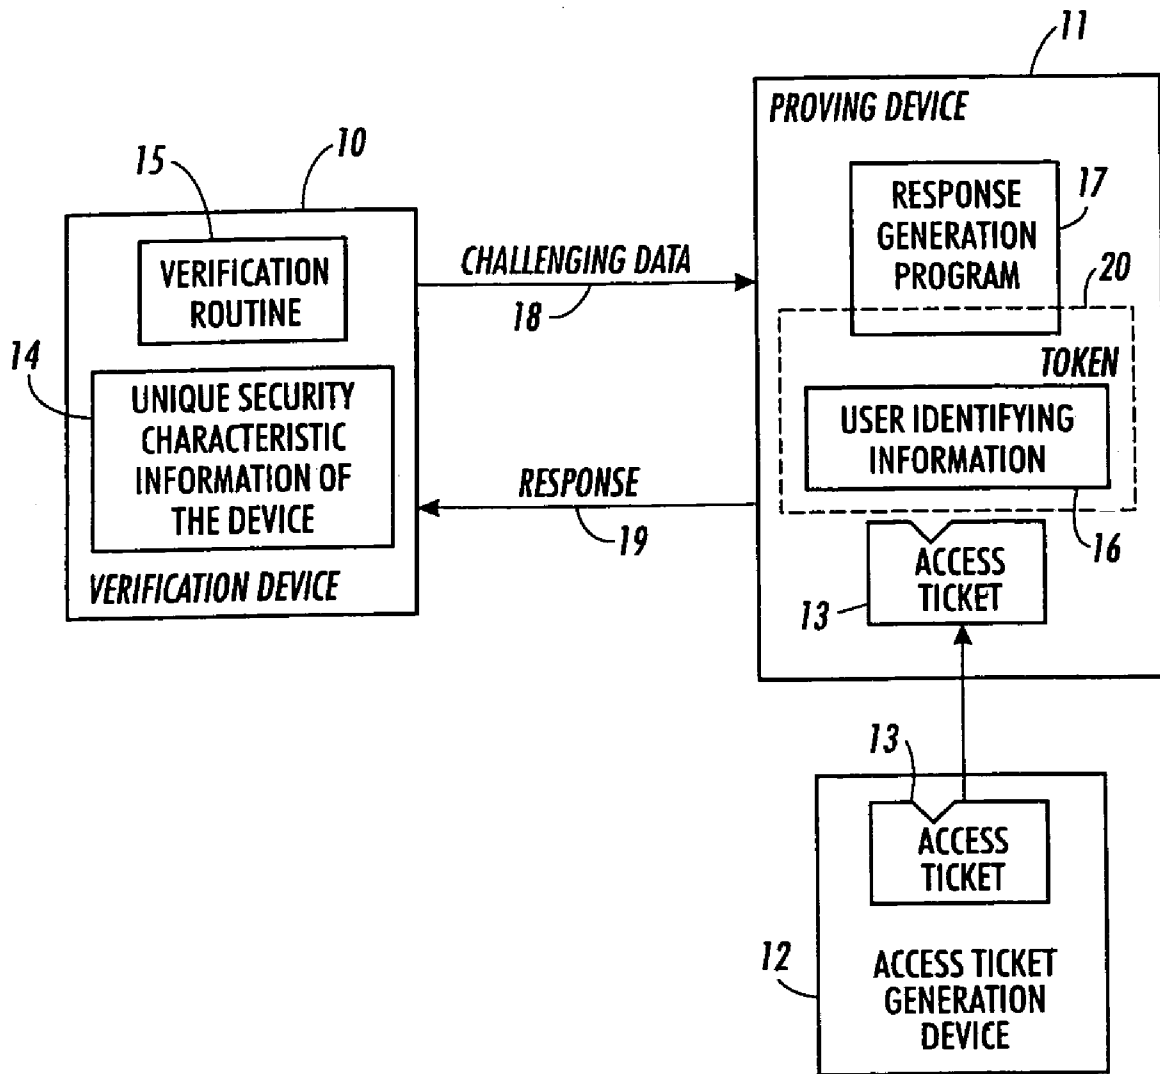 11
PROVING DEVICE
10
15
RESPONSE
GENERATION
PROGRAM
17
VERIFICATION
ROUTINE
CHALLENGING DATA
18
20
TOKEN
14
UNIQUE SECURITY
CHARACTERISTIC
INFORMATION OF
THE DEVICE
USER IDENTIFYING
INFORMATION
RESPONSE
19
16
VERIFICATION DEVICE
ACCESS
TICKET
13
13
ACCESS
TICKET
12
ACCESS TICKET
GENERATION
DEVICE